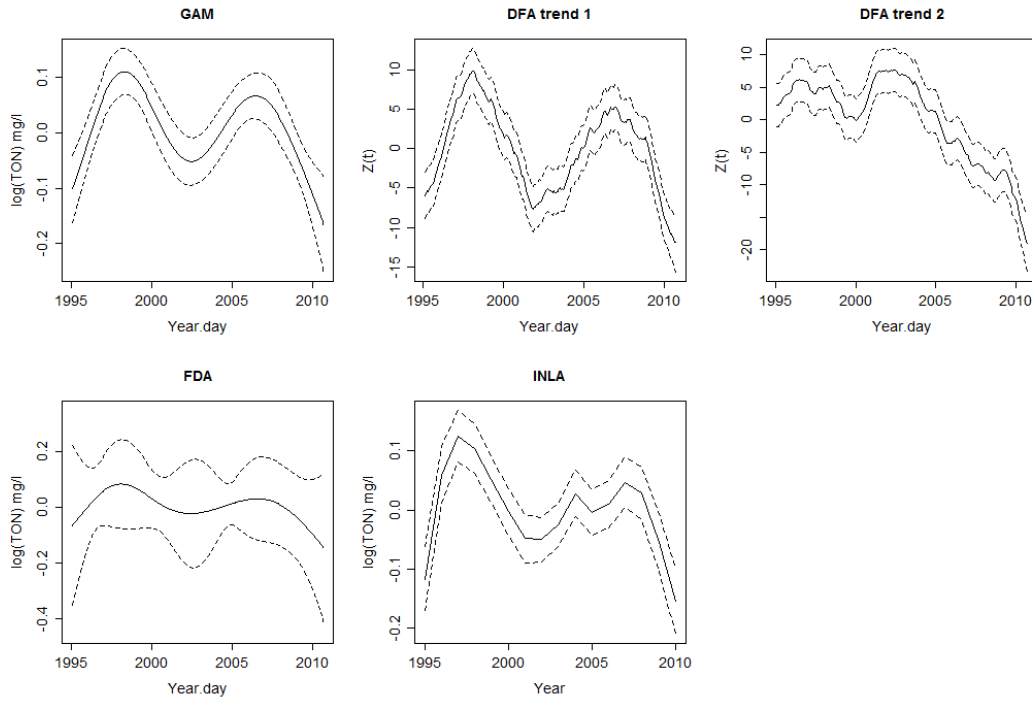 GAM
log(TON) mg/l
0.1
0.0
-0.1
-0.2
1995 2000 2005 2010
Year.day
DFA trend 1
Z(t)
10
5
0
-5
-10
-15
1995 2000 2005 2010
Year.day
DFA trend 2
Z(t)
10
5
0
-5
-10
-20
1995 2000 2005 2010
Year.day
FDA
log(TON) mg/l
0.2
0.0
-0.2
-0.4
1995 2000 2005 2010
Year.day
INLA
log(TON) mg/l
0.1
0.0
-0.1
-0.2
1995 2000 2005 2010
Year